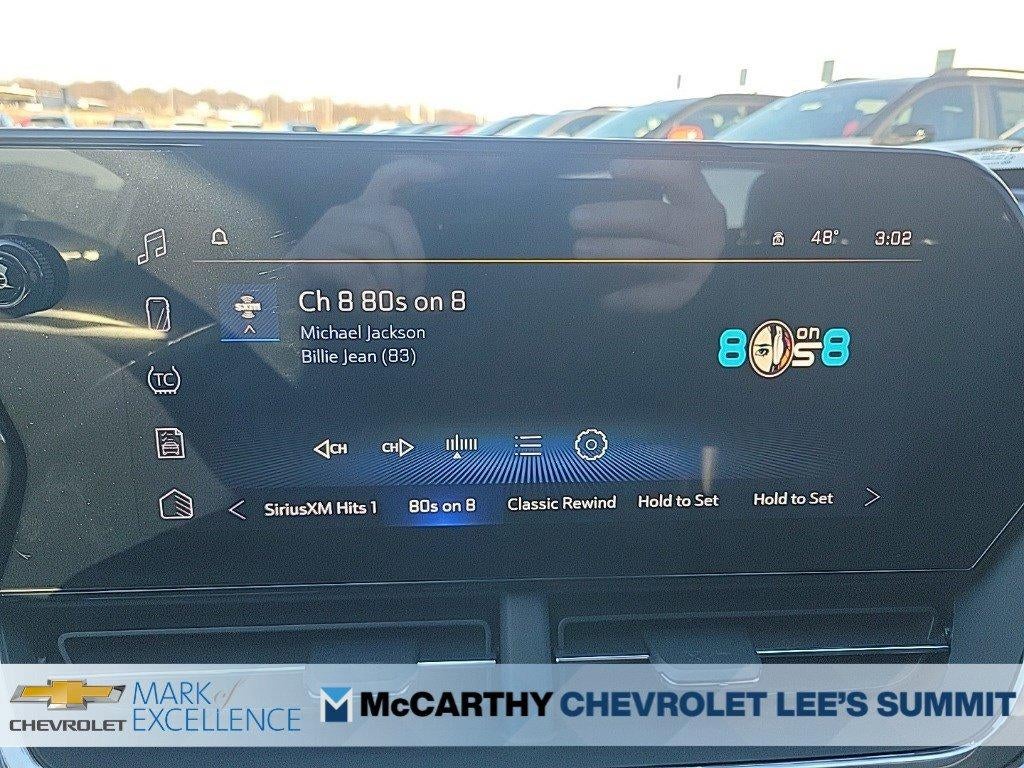 48° 3:02
SXM
Ch 8 80s on 8
Michael Jackson
Billie Jean (83)
80s on 8
TC
CH CH
SiriusXM Hits 1 80s on 8 Classic Rewind Hold to Set Hold to Set
CHEVROLET
MARK of
EXCELLENCE
McCARTHY CHEVROLET LEE'S SUMMIT